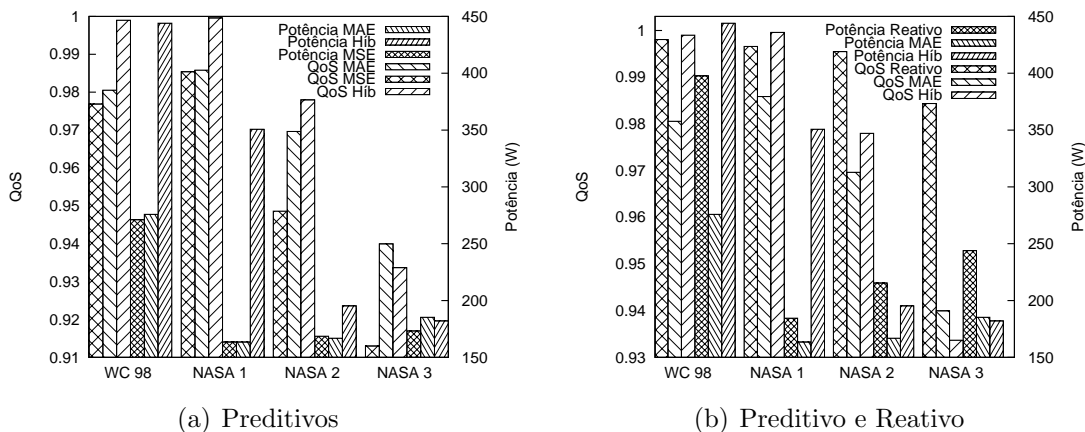 1
0.99
0.98
0.97
0.96
0.95
0.94
0.93
0.92
0.91
QoS
WC 98
NASA 1
NASA 2
NASA 3
450
400
350
300
250
200
150
Potência (W)
Potência MAE
Potência Híb
Potência MSE
QoS MAE
QoS MSE
QoS Híb
(a) Preditivos
1
0.99
0.98
0.97
0.96
0.95
0.94
0.93
QoS
WC 98
NASA 1
NASA 2
NASA 3
450
400
350
300
250
200
150
Potência (W)
Potência Reativo
Potência MAE
Potência Híb
QoS Reativo
QoS MAE
QoS Híb
(b) Preditivo e Reativo